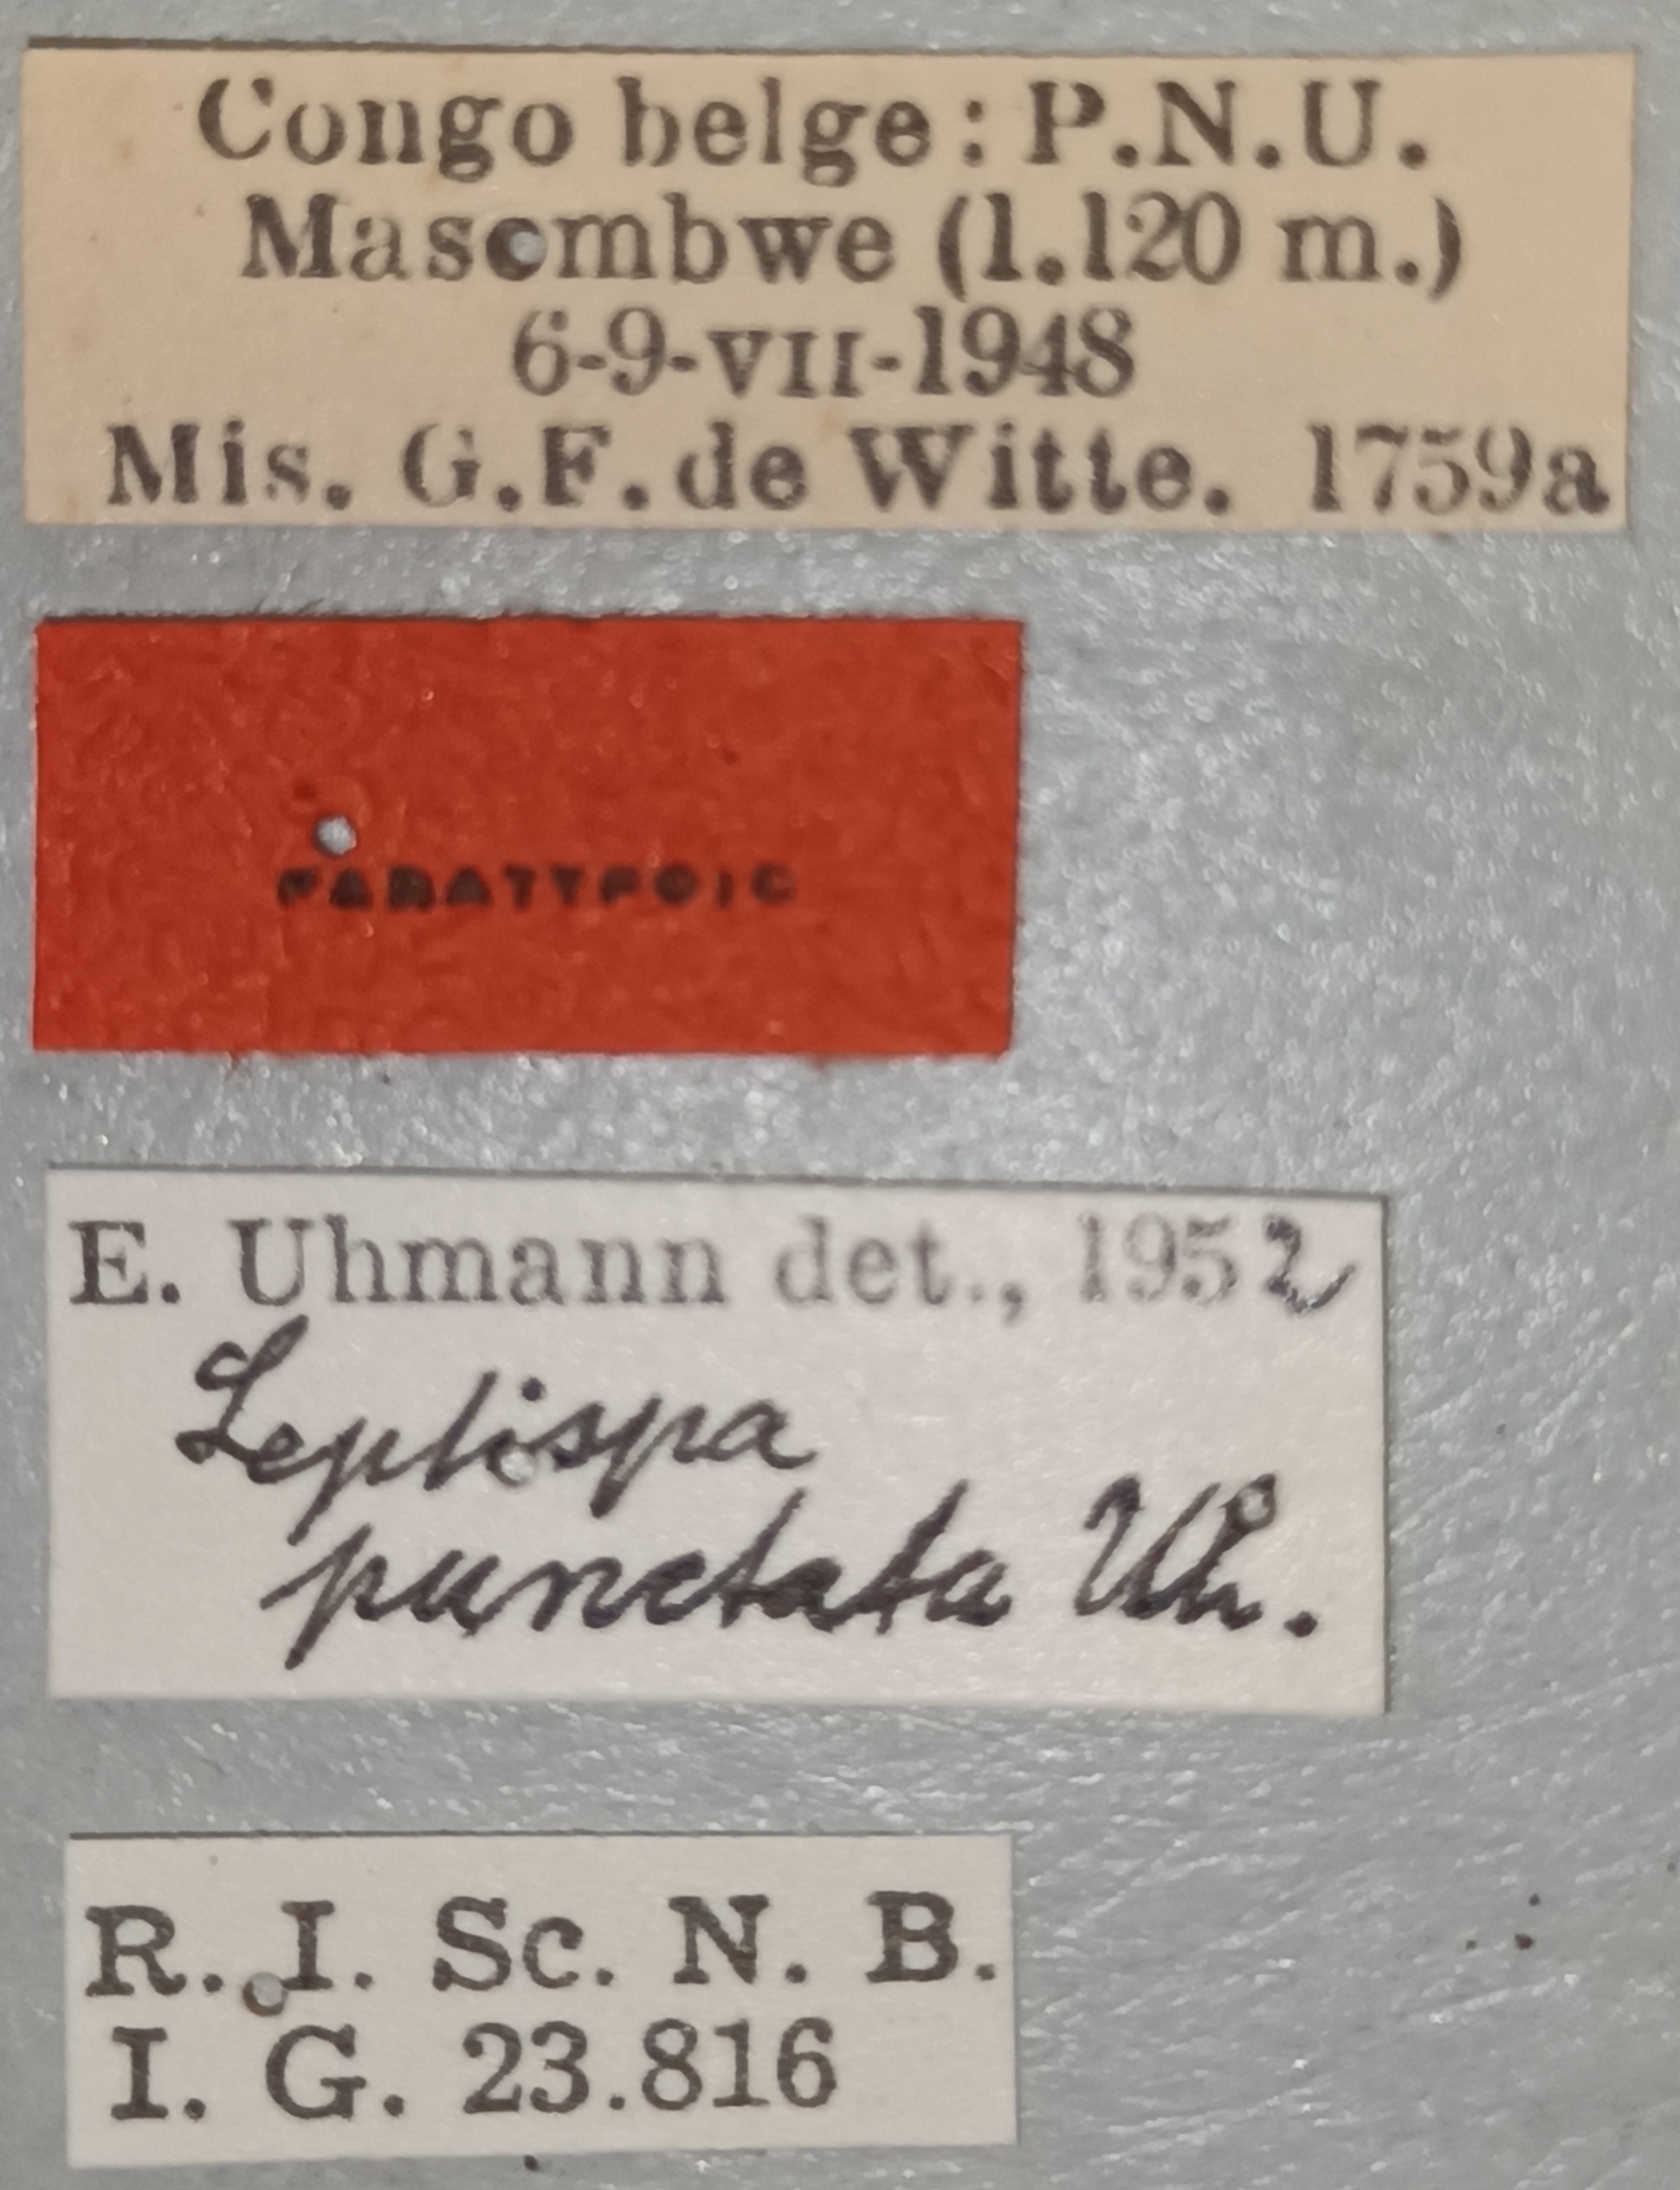 Congo belge: P.N.U.
Masombwe (1.120 m.)
6-9-VII-1948
Mis. G.F. de Witte. 1759a
E. Uhmann det., 1952
Leptispa
punctata Uh.
R. I. Sc. N. B.
I. G. 23.816